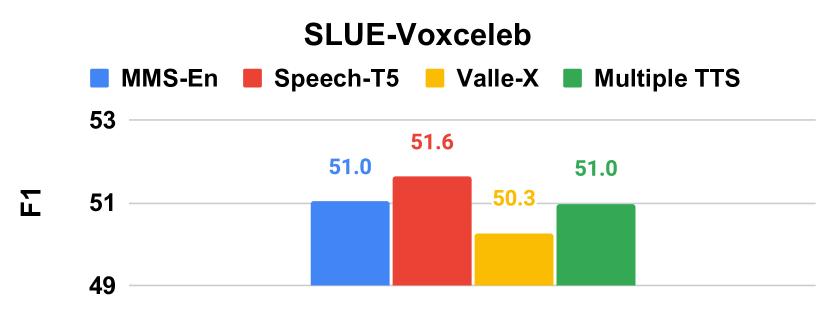 SLUE-Voxceleb
MMS-En Speech-T5 Valle-X Multiple TTS
53
51.6
51.0 51.0
50.3
51
F1
49